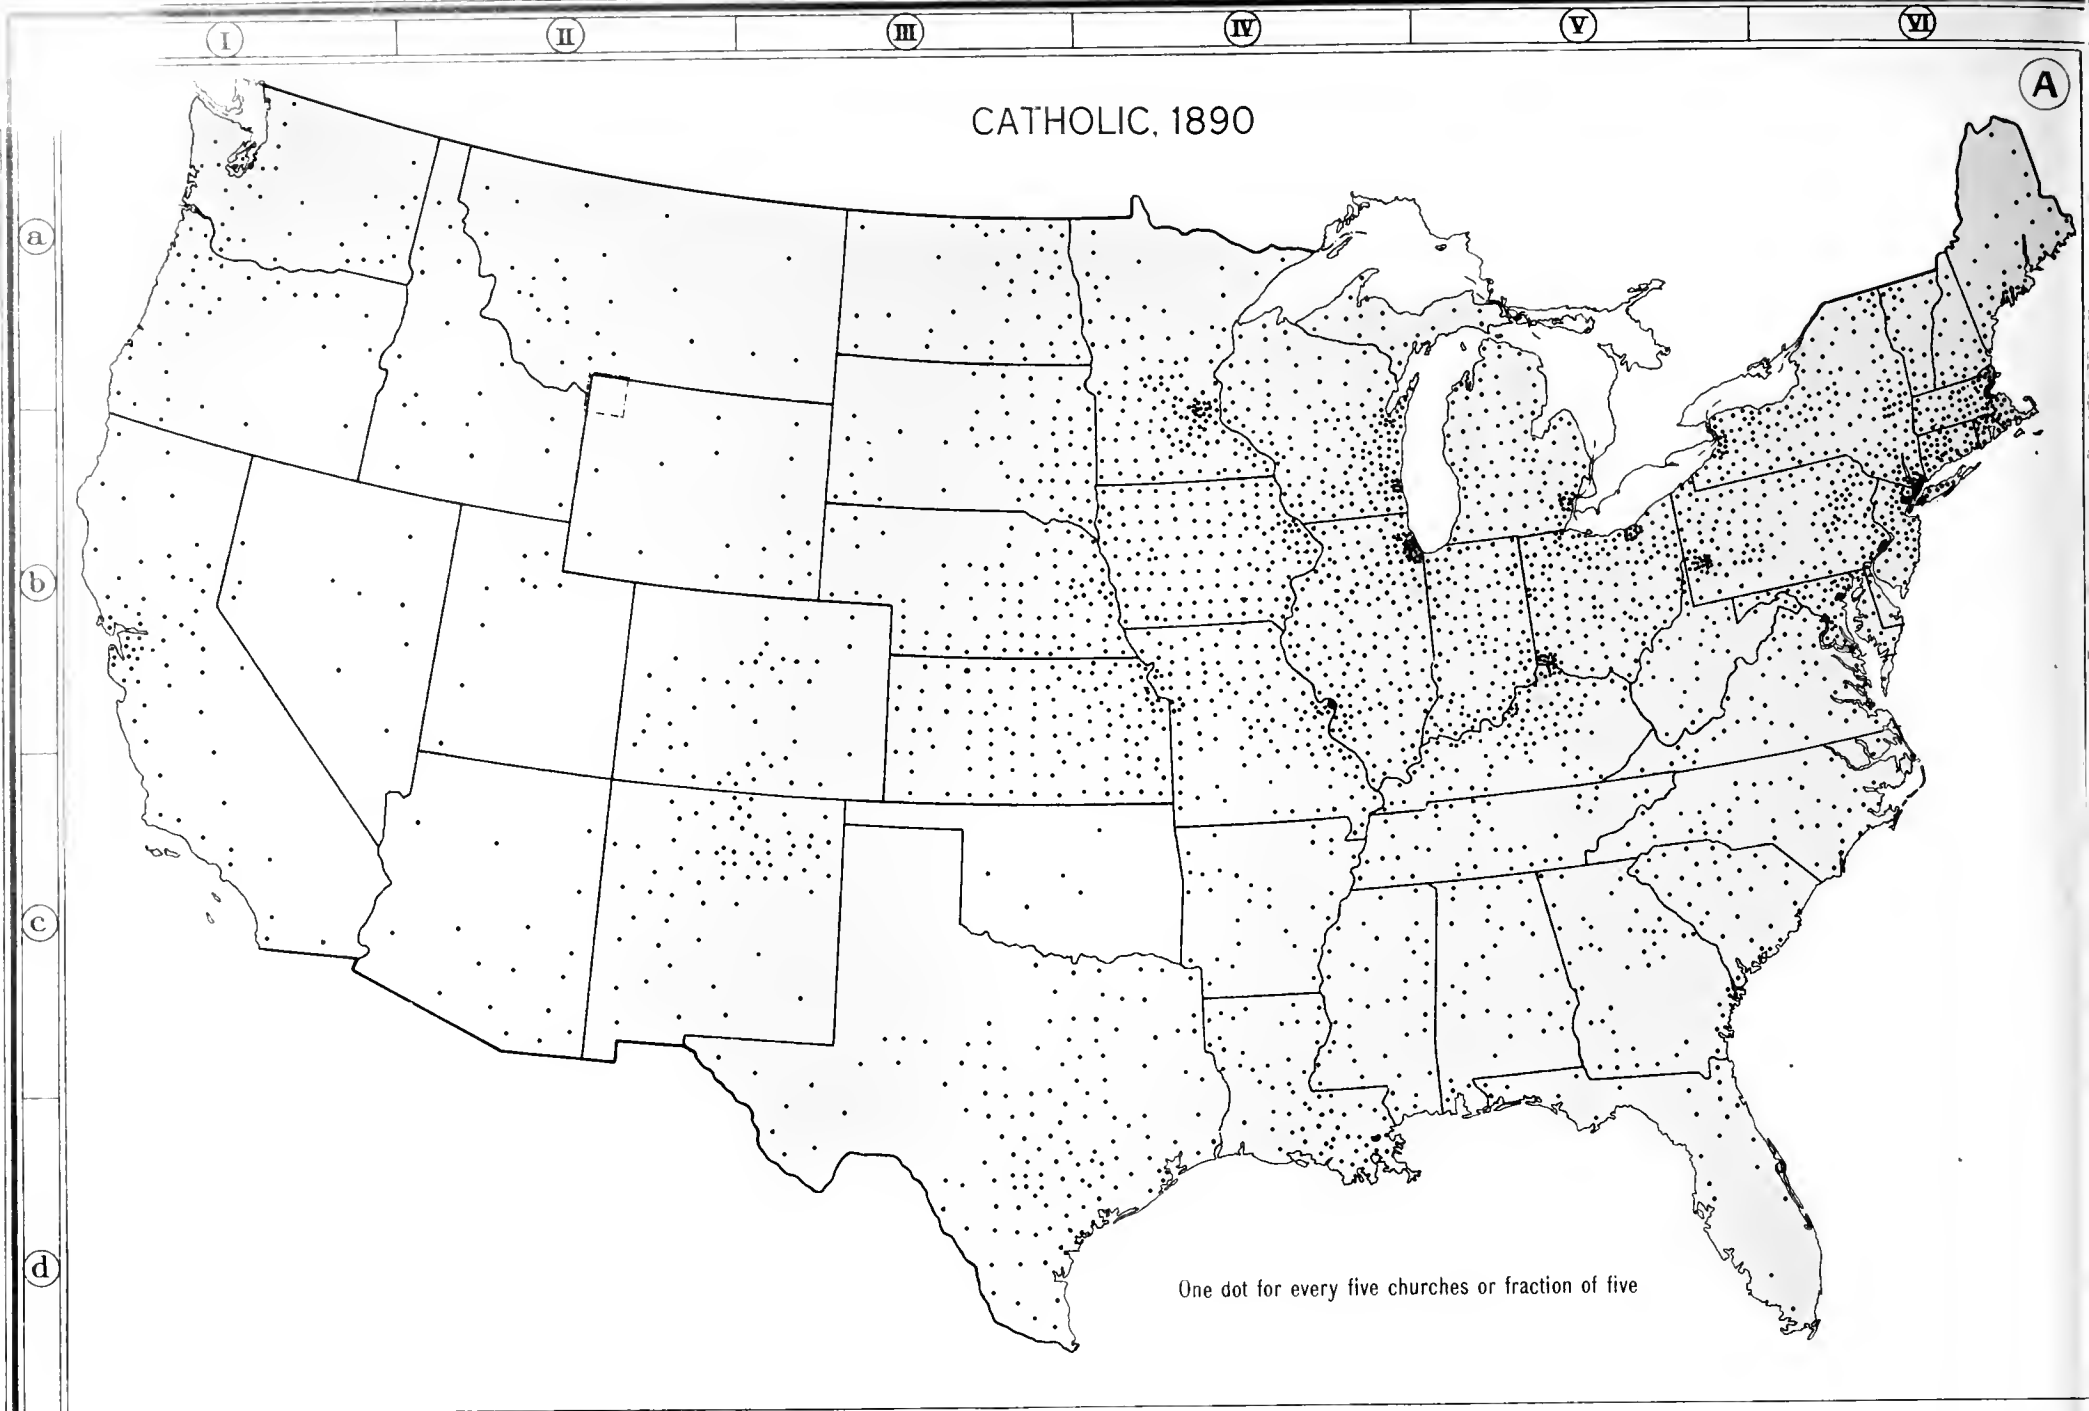 I II III IV V VI
A
CATHOLIC, 1890
a
b
c
d
One dot for every five churches or fraction of five